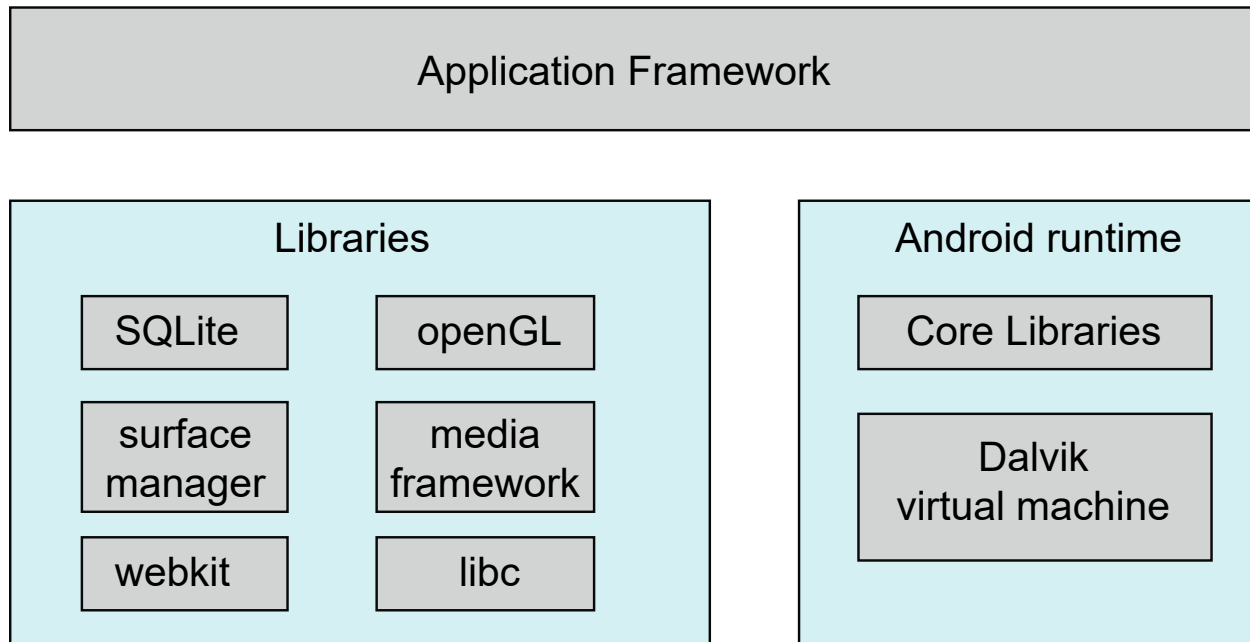 Application Framework
Libraries
SQLite
openGL
surface
manager
media
framework
webkit
libc
Android runtime
Core Libraries
Dalvik
virtual machine